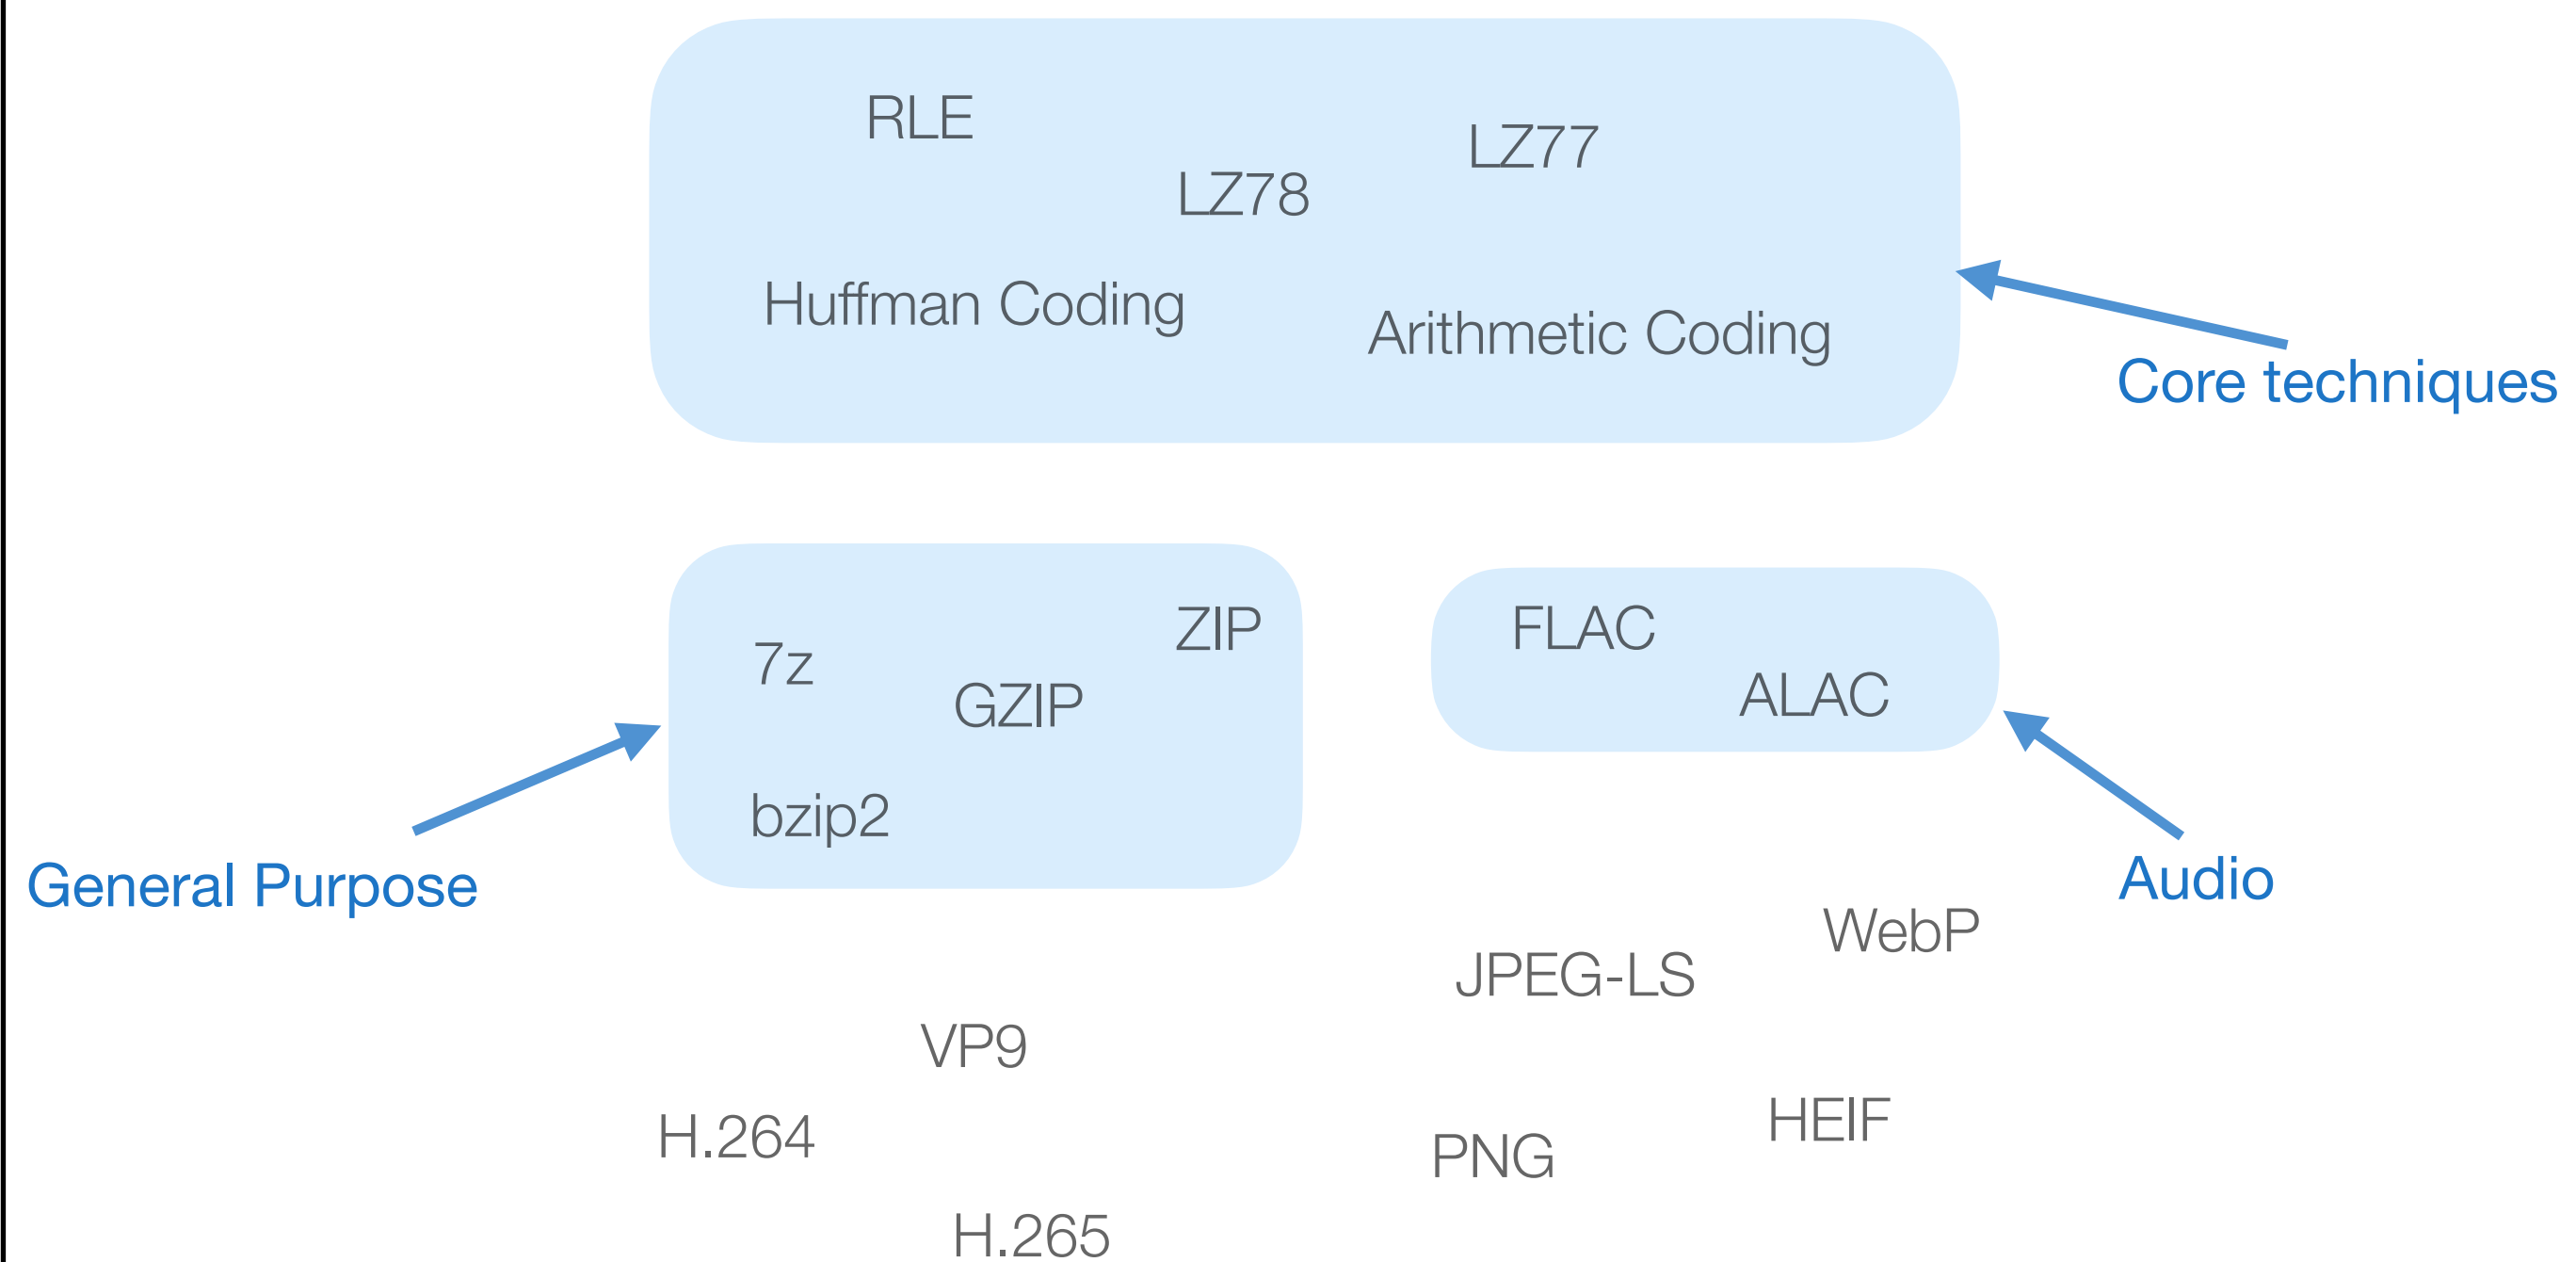 RLE
LZ77
LZ78
Huffman Coding
Arithmetic Coding
Core techniques
ZIP
7z
GZIP
bzip2
General Purpose
FLAC
ALAC
Audio
WebP
JPEG-LS
HEIF
PNG
VP9
H.264
H.265